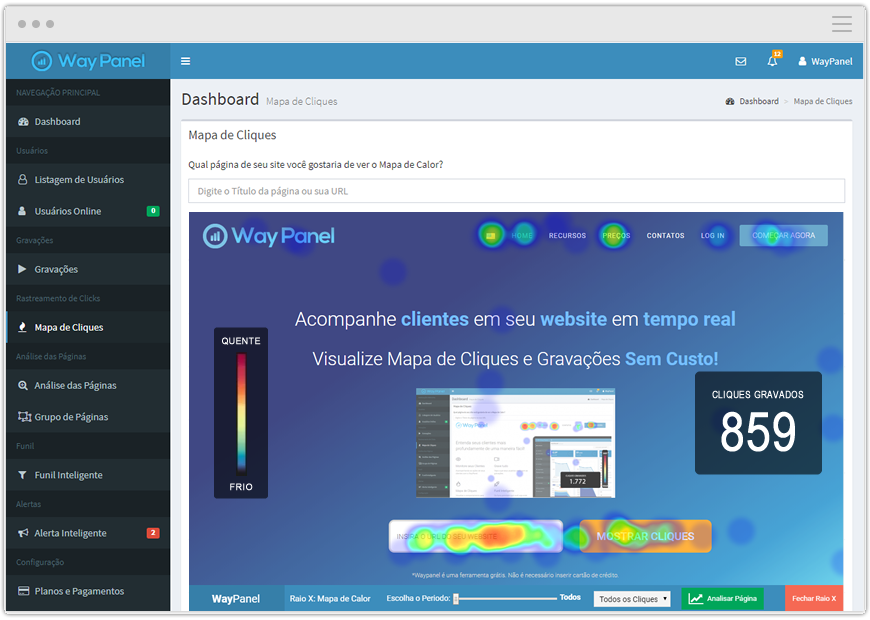 Way Panel
12
WayPanel
NAVEGAÇÃO PRINCIPAL
Dashboard
Usuários
Listagem de Usuários
Usuários Online
0
Gravações
Gravações
Rastreamento de Clicks
Mapa de Cliques
Análise das Páginas
Análise das Páginas
Grupo de Páginas
Funil
Funil Inteligente
Alertas
Alerta Inteligente
2
Configuração
Planos e Pagamentos
Dashboard Mapa de Cliques
Dashboard > Mapa de Cliques
Mapa de Cliques
Qual página de seu site você gostaria de ver o Mapa de Calor?
Digite o Título da página ou sua URL
Way Panel
HOME RECURSOS PREÇOS CONTATOS LOG IN COMEÇAR AGORA
Acompanhe clientes em seu website em tempo real
Visualize Mapa de Cliques e Gravações Sem Custo!
QUENTE
FRIO
CLIQUES GRAVADOS
859
1.772
INSIRA O URL DO SEU WEBSITE
MOSTRAR CLIQUES
*Waypanel é uma ferramenta grátis. Não é necessário inserir cartão de crédito.
WayPanel Raio X: Mapa de Calor Escolha o Periodo: Todos Todos os Cliques Analisar Página Fechar Raio X